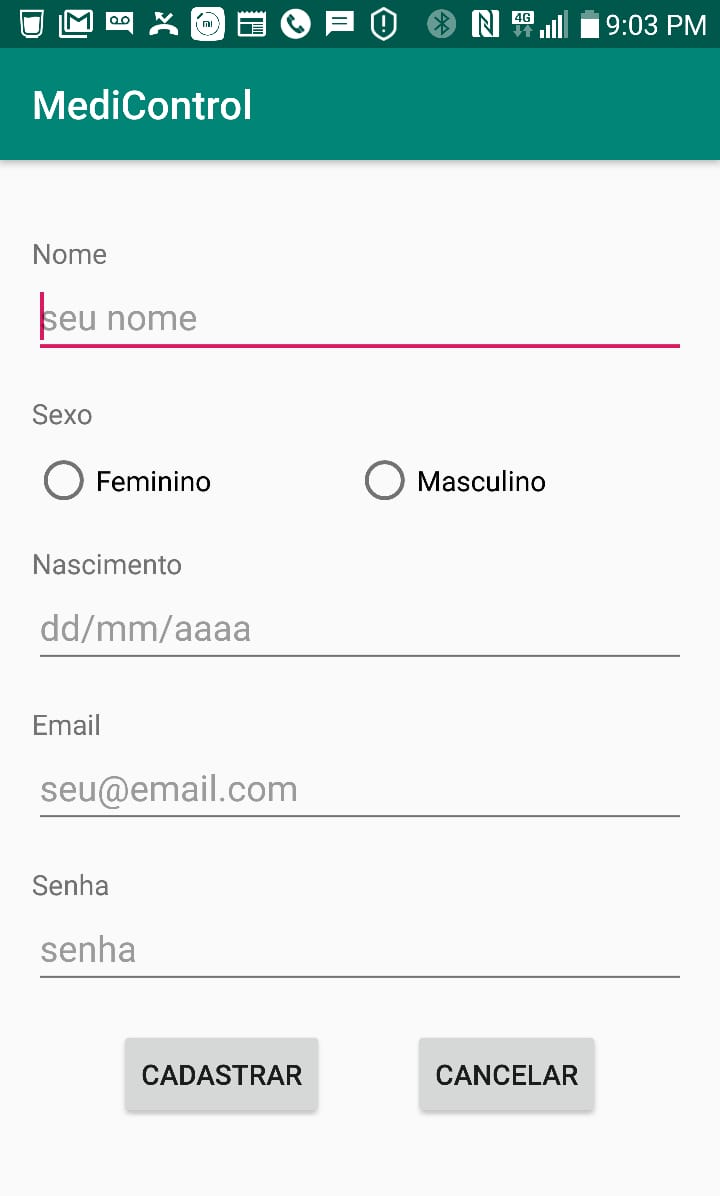 4G 9:03 PM
MediControl
Nome
seu nome
Sexo
Feminino Masculino
Nascimento
dd/mm/aaaa
Email
seu@email.com
Senha
senha
CADASTRAR CANCELAR